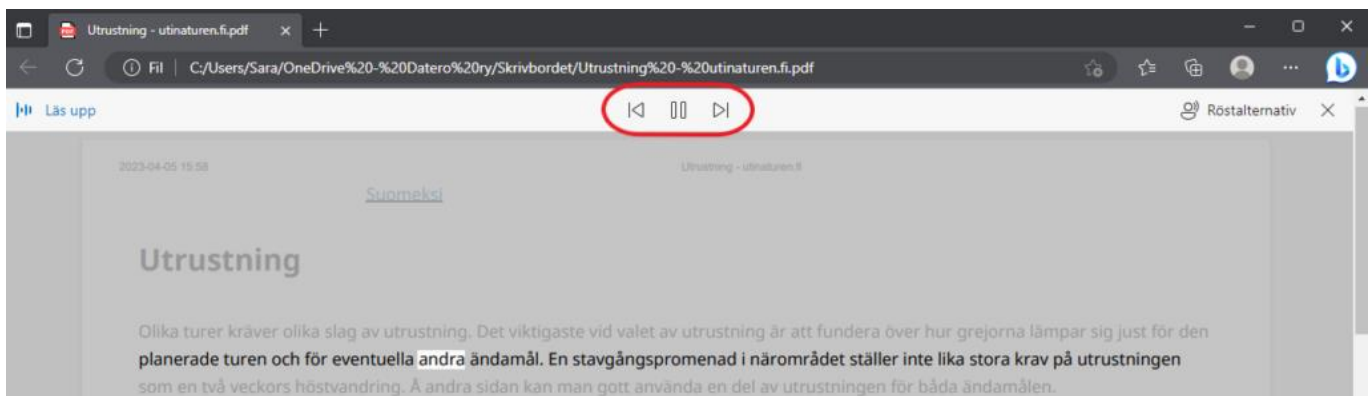 Utrustning - utinaturen.fi.pdf
Fil | C:/Users/Sara/OneDrive%20-%20Datero%20ry/Skrivbordet/Utrustning%20-%20utinaturen.fi.pdf
Läs upp Röstalternativ
2023-04-05 15:58 Utrustning - utinaturen.fi
Suomeksi
Utrustning
Olika turer kräver olika slag av utrustning. Det viktigaste vid valet av utrustning är att fundera över hur grejorna lämpar sig just för den
planerade turen och för eventuella andra ändamål. En stavgångspromenad i närområdet ställer inte lika stora krav på utrustningen
som en två veckors höstvandring. Å andra sidan kan man gott använda en del av utrustningen för båda ändamålen.